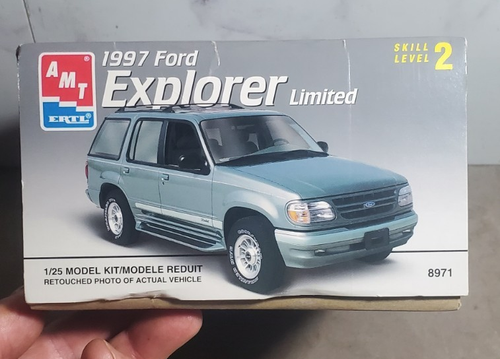 AMT
ERTL
1997 Ford
Explorer Limited
SKILL
LEVEL 2
1/25 MODEL KIT/MODELE REDUIT
RETOUCHED PHOTO OF ACTUAL VEHICLE
8971